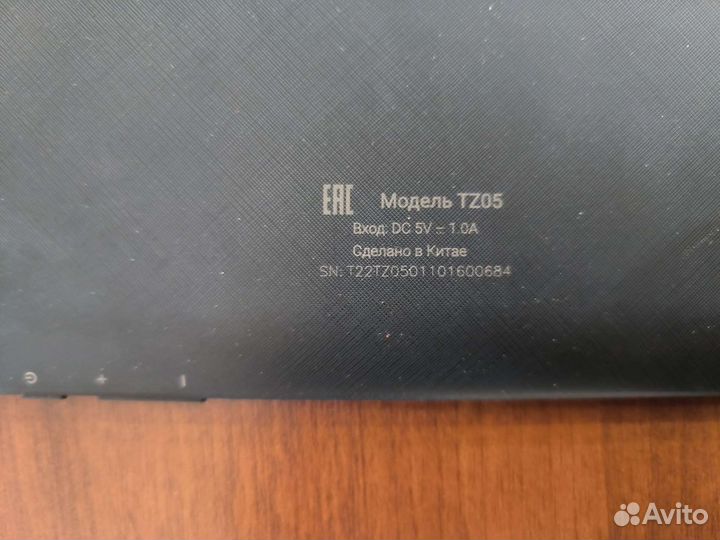 EAC Модель TZ05
Вход: DC 5V ⎓ 1.0A
Сделано в Китае
SN: T22TZ0501101600684
Avito